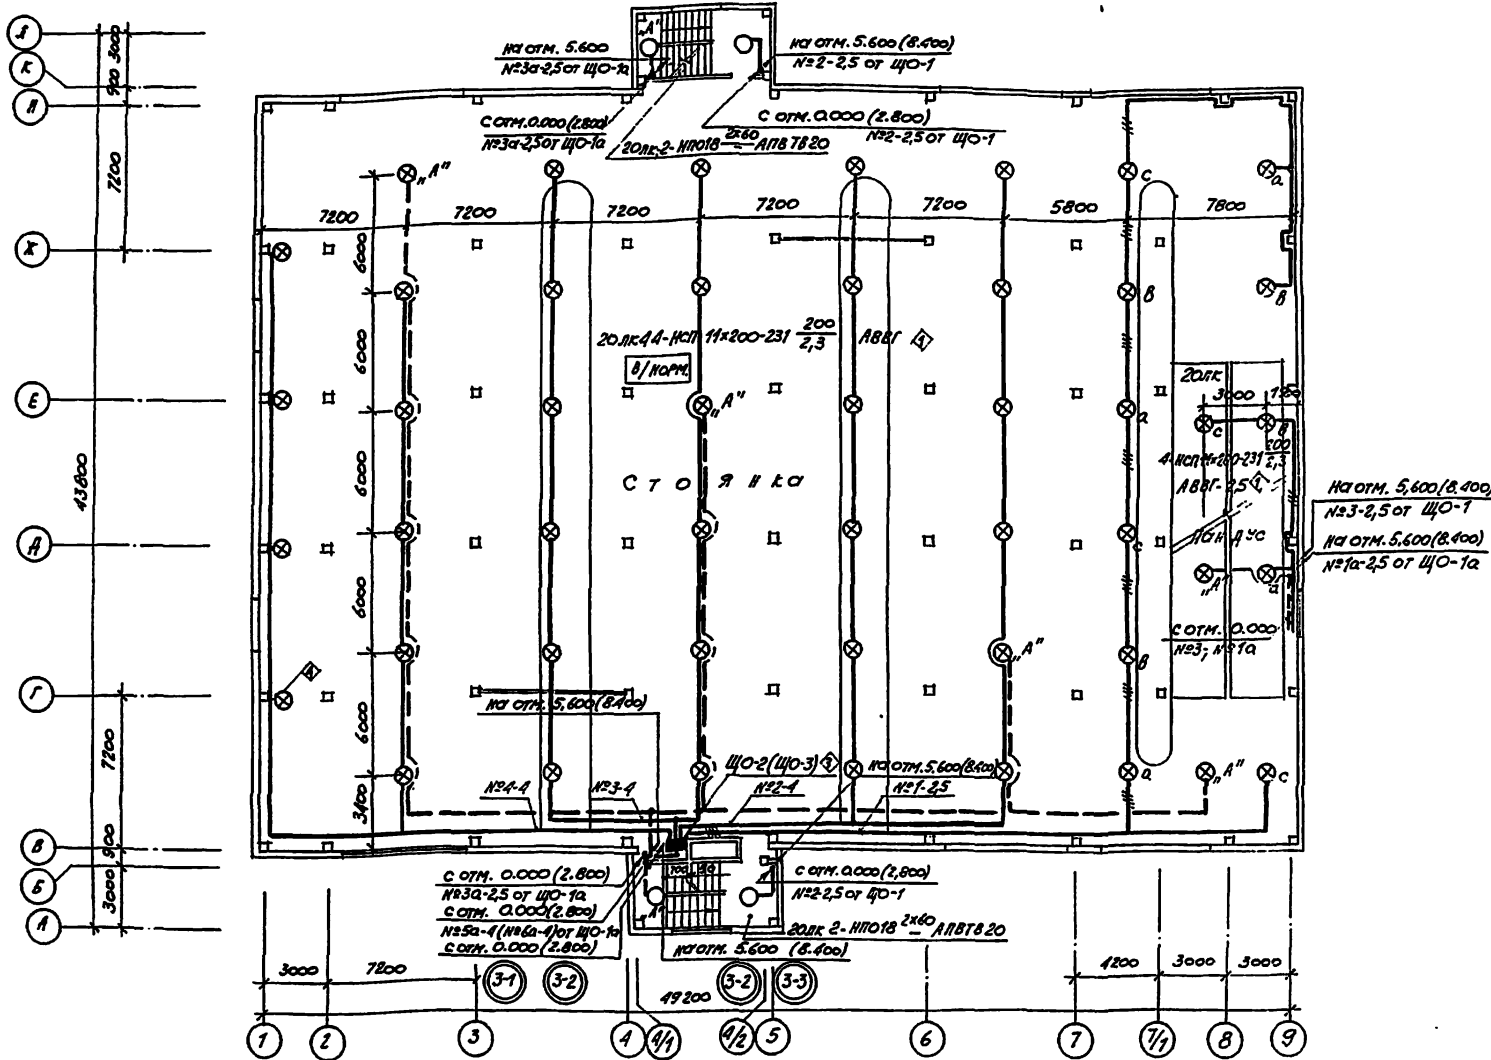 Л
К
И
Ж
Е
Д
Г
В
Б
А
3000
900
7200
43800
7200
900
3000
на отм. 5.600
№3а-2,5 от ЩО-1а
„А"
на отм. 5.600 (8.400)
№2-2,5 от ЩО-1
с отм. 0.000 (2.800)
№3а-2,5 от ЩО-1а
с отм. 0.000 (2.800)
№2-2,5 от ЩО-1
20лк; 2-НПО18 2х60/— АПВ ТВ20
„А"
с
а
7200
7200
7200
7200
7200
5800
7800
6000
6000
6000
6000
6000
3400
в
в
20лк 44-НСП 11х200-231 200/2,3 АВВГ 1
В/НОРМ.
„А"
20лк
3000
а
с
в
4-НСП11х200-231 200/2,3
АВВГ-2,5 1
Стоянка
на отм. 5,600 (8.400)
№3-2,5 от ЩО-1
на отм. 5,600 (8.400)
№1а-2,5 от ЩО-1а
с
Пандус
„А"
а
с отм. 0.000
№3; №1а
„А"
в
4
на отм. 5,600 (8.400)
ЩО-2 (ЩО-3)
на отм. 5.600 (8.400)
а
„А"
с
№4-4
№3-4
№2-4
№1-2,5
с отм. 0.000 (2.800)
№3а-2,5 от ЩО-1а
с отм. 0.000 (2.800)
№5а-4 (№6а-4) от ЩО-1а
с отм. 0.000 (2.800)
„А"
с отм. 0.000 (2,800)
№2-2,5 от ЩО-1
20лк 2-НПО18 2х60/— АПВТВ20
на отм. 5.600 (8.400)
3000
7200
3-1
3-2
3-2
3-3
4200
3000
3000
49200
1
2
3
4
4/1
4/2
5
6
7
7/1
8
9